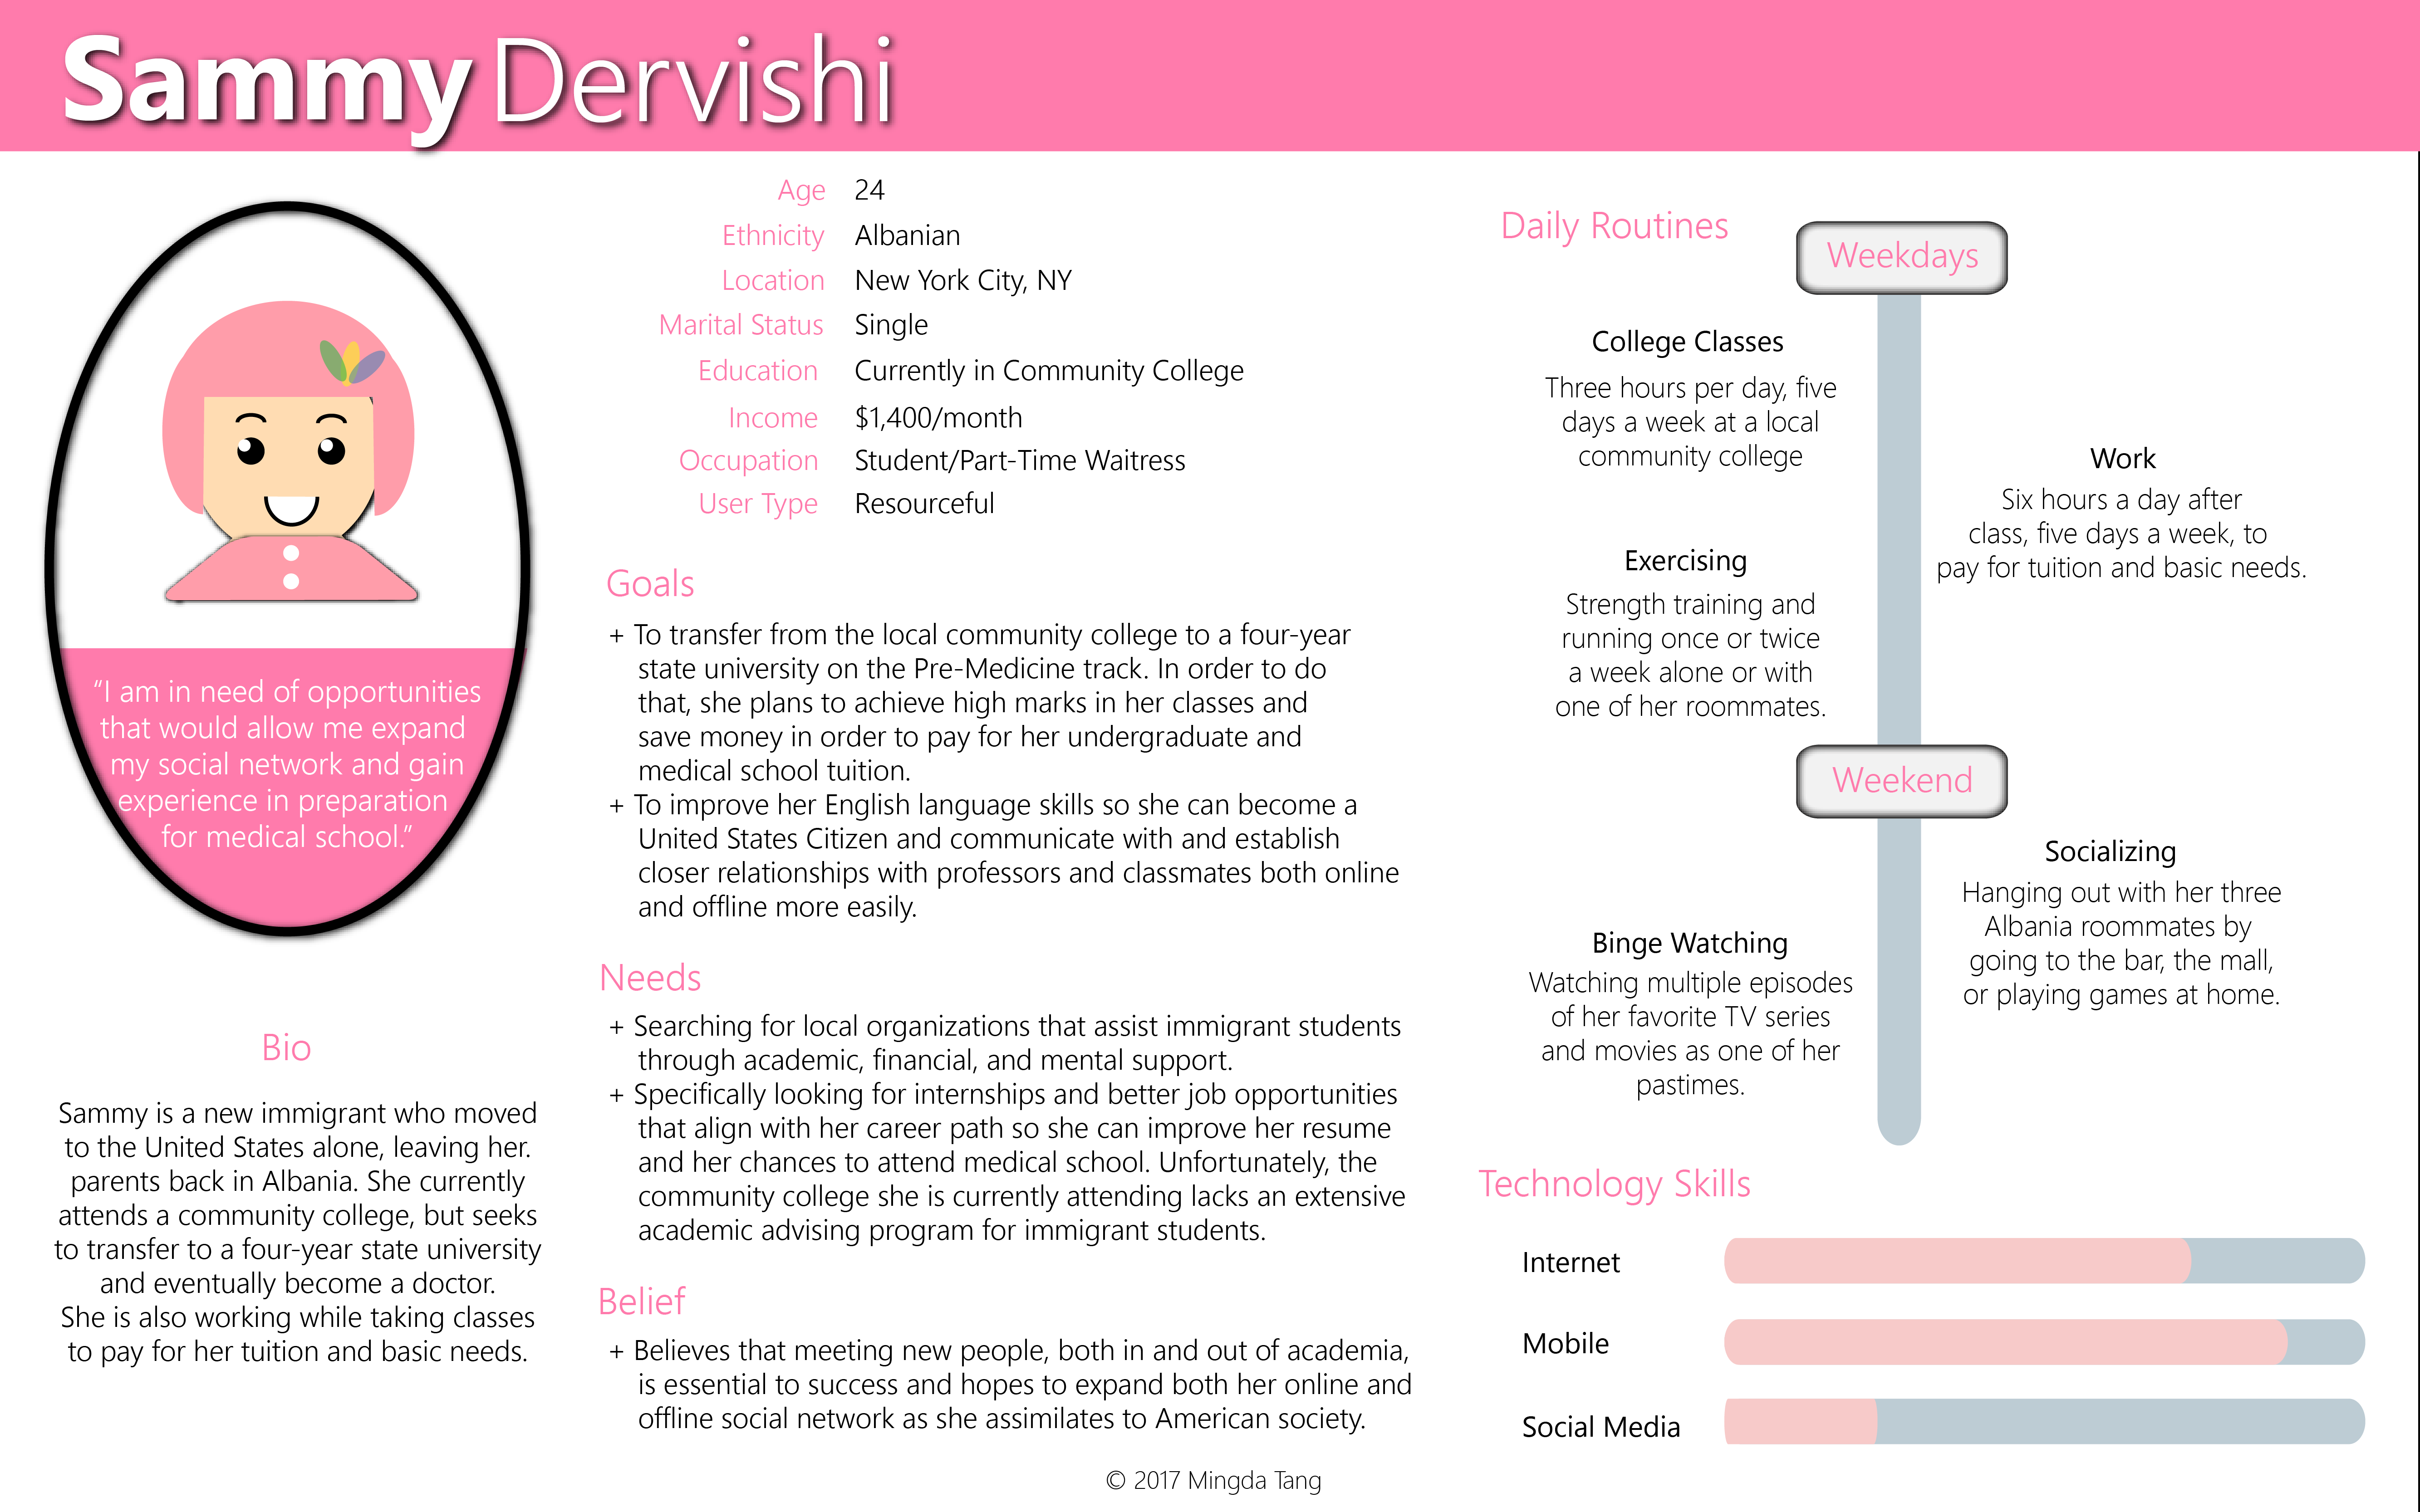 Sammy Dervishi
Age 24
Ethnicity Albanian
Location New York City, NY
Marital Status Single
Education Currently in Community College
Income $1,400/month
Occupation Student/Part-Time Waitress
User Type Resourceful
“I am in need of opportunities
that would allow me expand
my social network and gain
experience in preparation
for medical school.”
Bio
Sammy is a new immigrant who moved
to the United States alone, leaving her.
parents back in Albania. She currently
attends a community college, but seeks
to transfer to a four-year state university
and eventually become a doctor.
She is also working while taking classes
to pay for her tuition and basic needs.
Goals
+ To transfer from the local community college to a four-year
state university on the Pre-Medicine track. In order to do
that, she plans to achieve high marks in her classes and
save money in order to pay for her undergraduate and
medical school tuition.
+ To improve her English language skills so she can become a
United States Citizen and communicate with and establish
closer relationships with professors and classmates both online
and offline more easily.
Needs
+ Searching for local organizations that assist immigrant students
through academic, financial, and mental support.
+ Specifically looking for internships and better job opportunities
that align with her career path so she can improve her resume
and her chances to attend medical school. Unfortunately, the
community college she is currently attending lacks an extensive
academic advising program for immigrant students.
Belief
+ Believes that meeting new people, both in and out of academia,
is essential to success and hopes to expand both her online and
offline social network as she assimilates to American society.
Daily Routines
Weekdays
College Classes
Three hours per day, five
days a week at a local
community college
Work
Six hours a day after
class, five days a week, to
pay for tuition and basic needs.
Exercising
Strength training and
running once or twice
a week alone or with
one of her roommates.
Weekend
Socializing
Hanging out with her three
Albania roommates by
going to the bar, the mall,
or playing games at home.
Binge Watching
Watching multiple episodes
of her favorite TV series
and movies as one of her
pastimes.
Technology Skills
Internet
Mobile
Social Media
© 2017 Mingda Tang